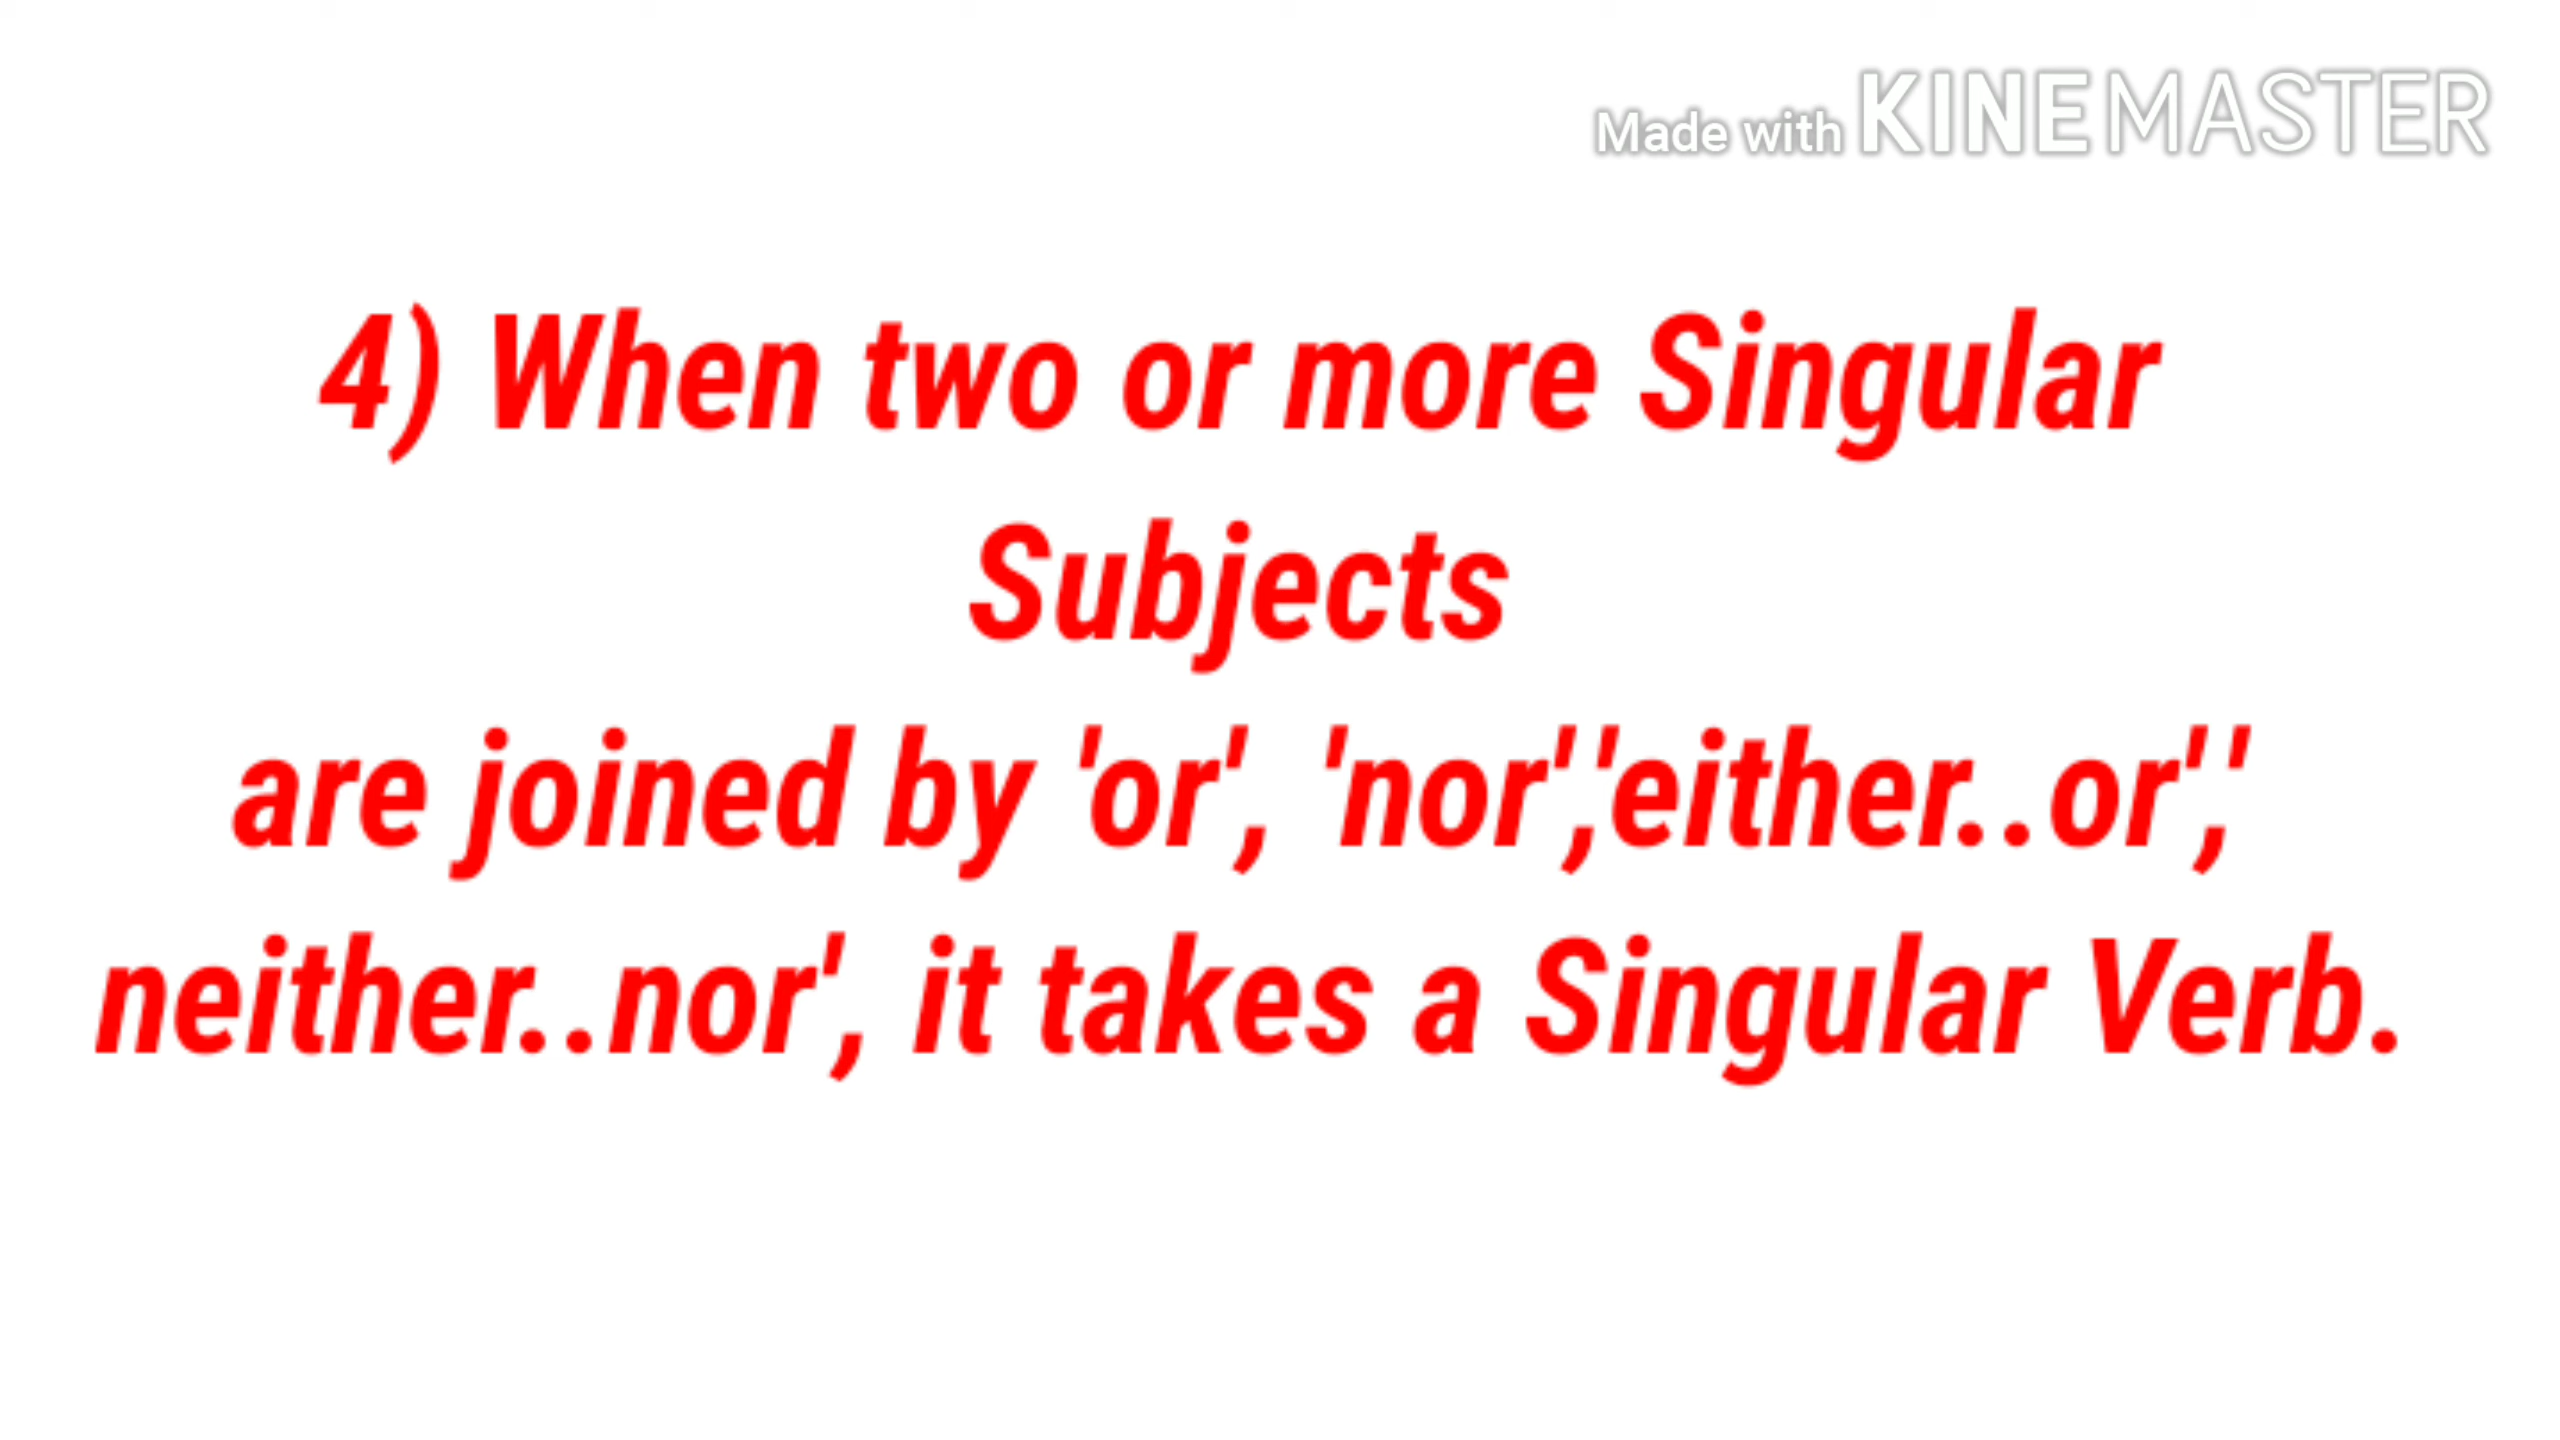 Made with KINEMASTER
4) When two or more Singular
Subjects
are joined by 'or', 'nor','either..or','
neither..nor', it takes a Singular Verb.